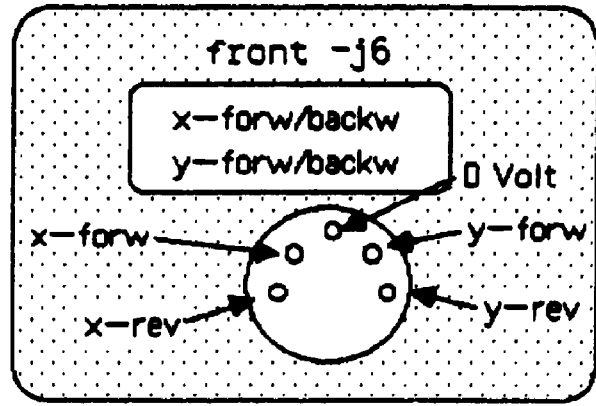 front -j6
x-forw/backw
y-forw/backw
0 Volt
x-forw
y-forw
x-rev
y-rev